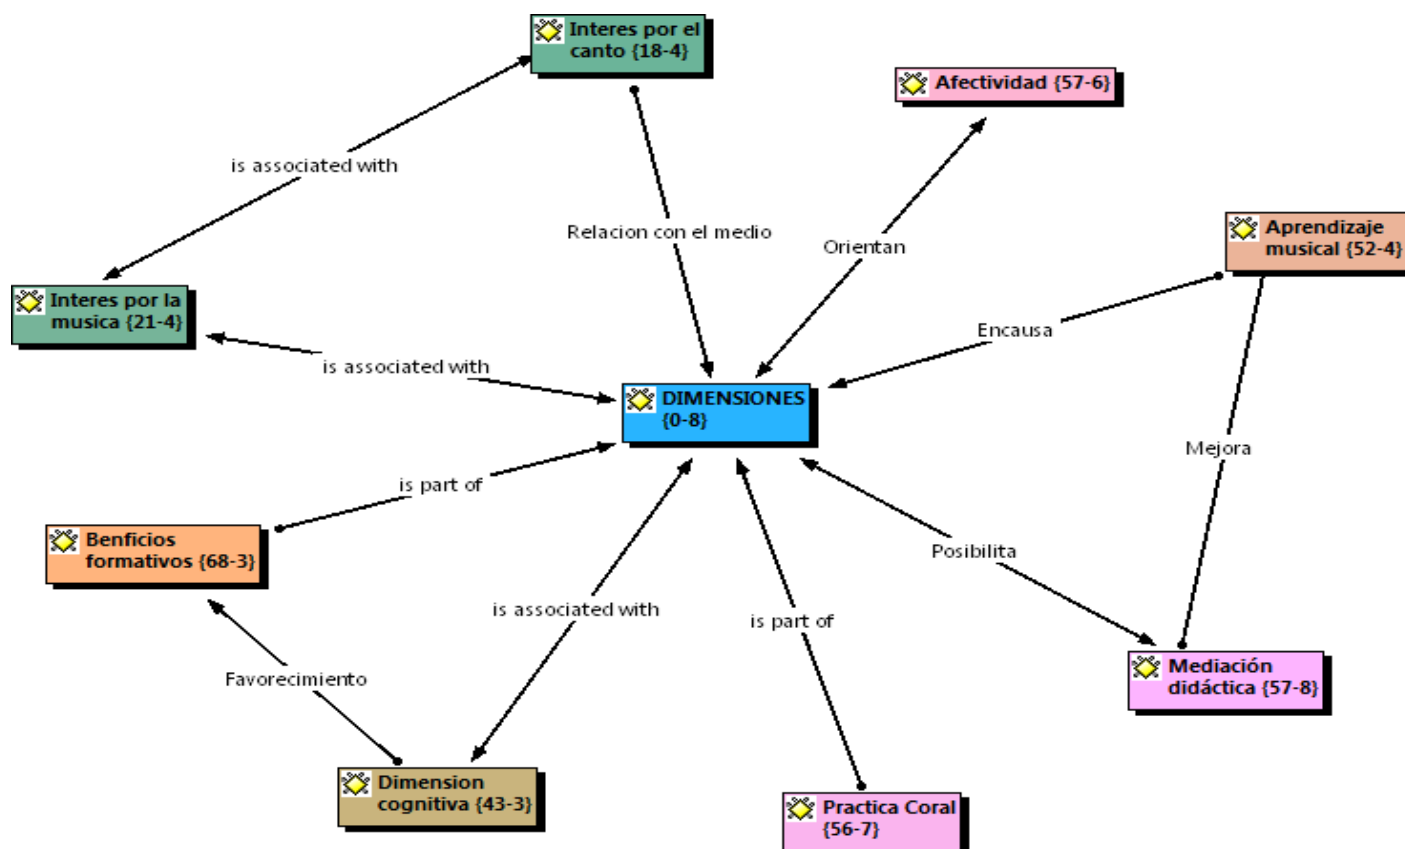 Interes por el
canto {18-4}
Afectividad {57-6}
is associated with
Relacion con el medio
Orientan
Aprendizaje
musical {52-4}
Interes por la
musica {21-4}
Encausa
is associated with
DIMENSIONES
{0-8}
Mejora
is part of
Benficios
formativos {68-3}
Posibilita
is associated with
is part of
Mediación
didáctica {57-8}
Favorecimiento
Dimension
cognitiva {43-3}
Practica Coral
{56-7}